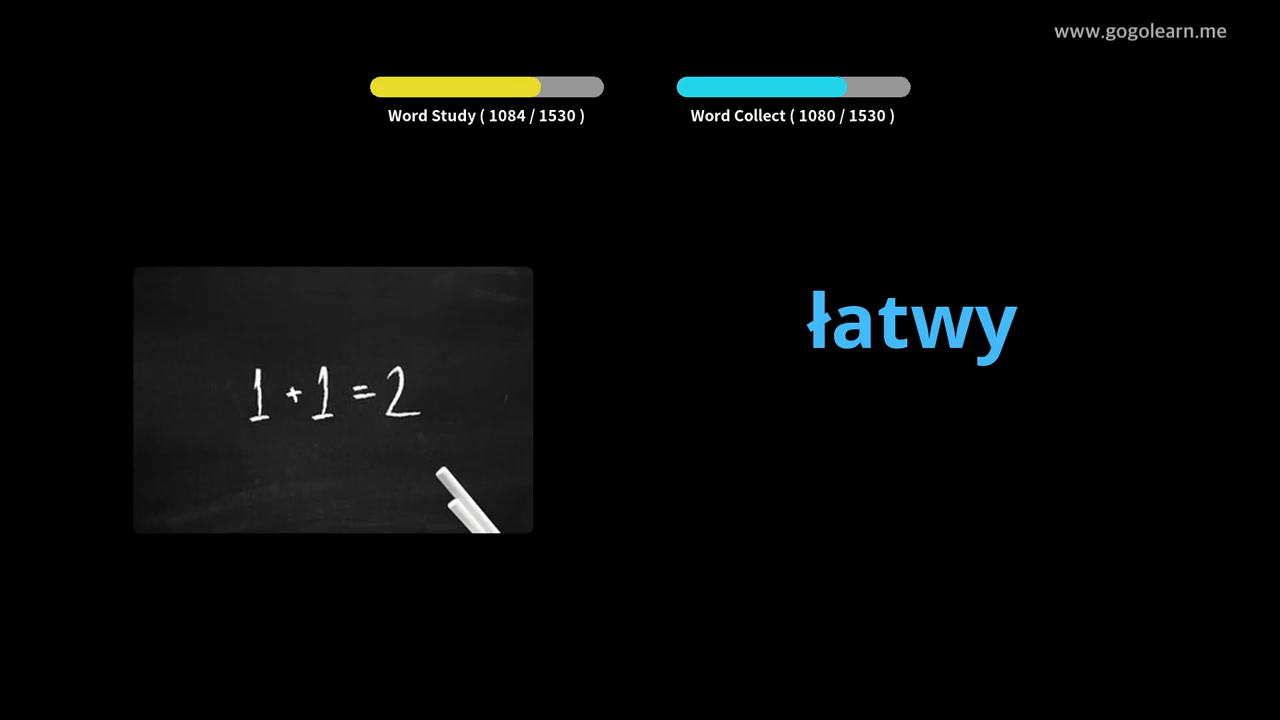 www.gogolearn.me
Word Study ( 1084 / 1530 )
Word Collect ( 1080 / 1530 )
łatwy
1 + 1 = 2